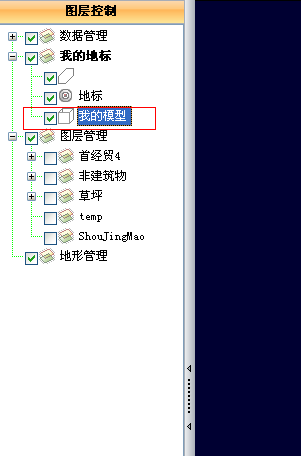 图层控制
数据管理
我的地标
地标
我的模型
图层管理
首经贸4
非建筑物
草坪
temp
ShouJingMao
地形管理